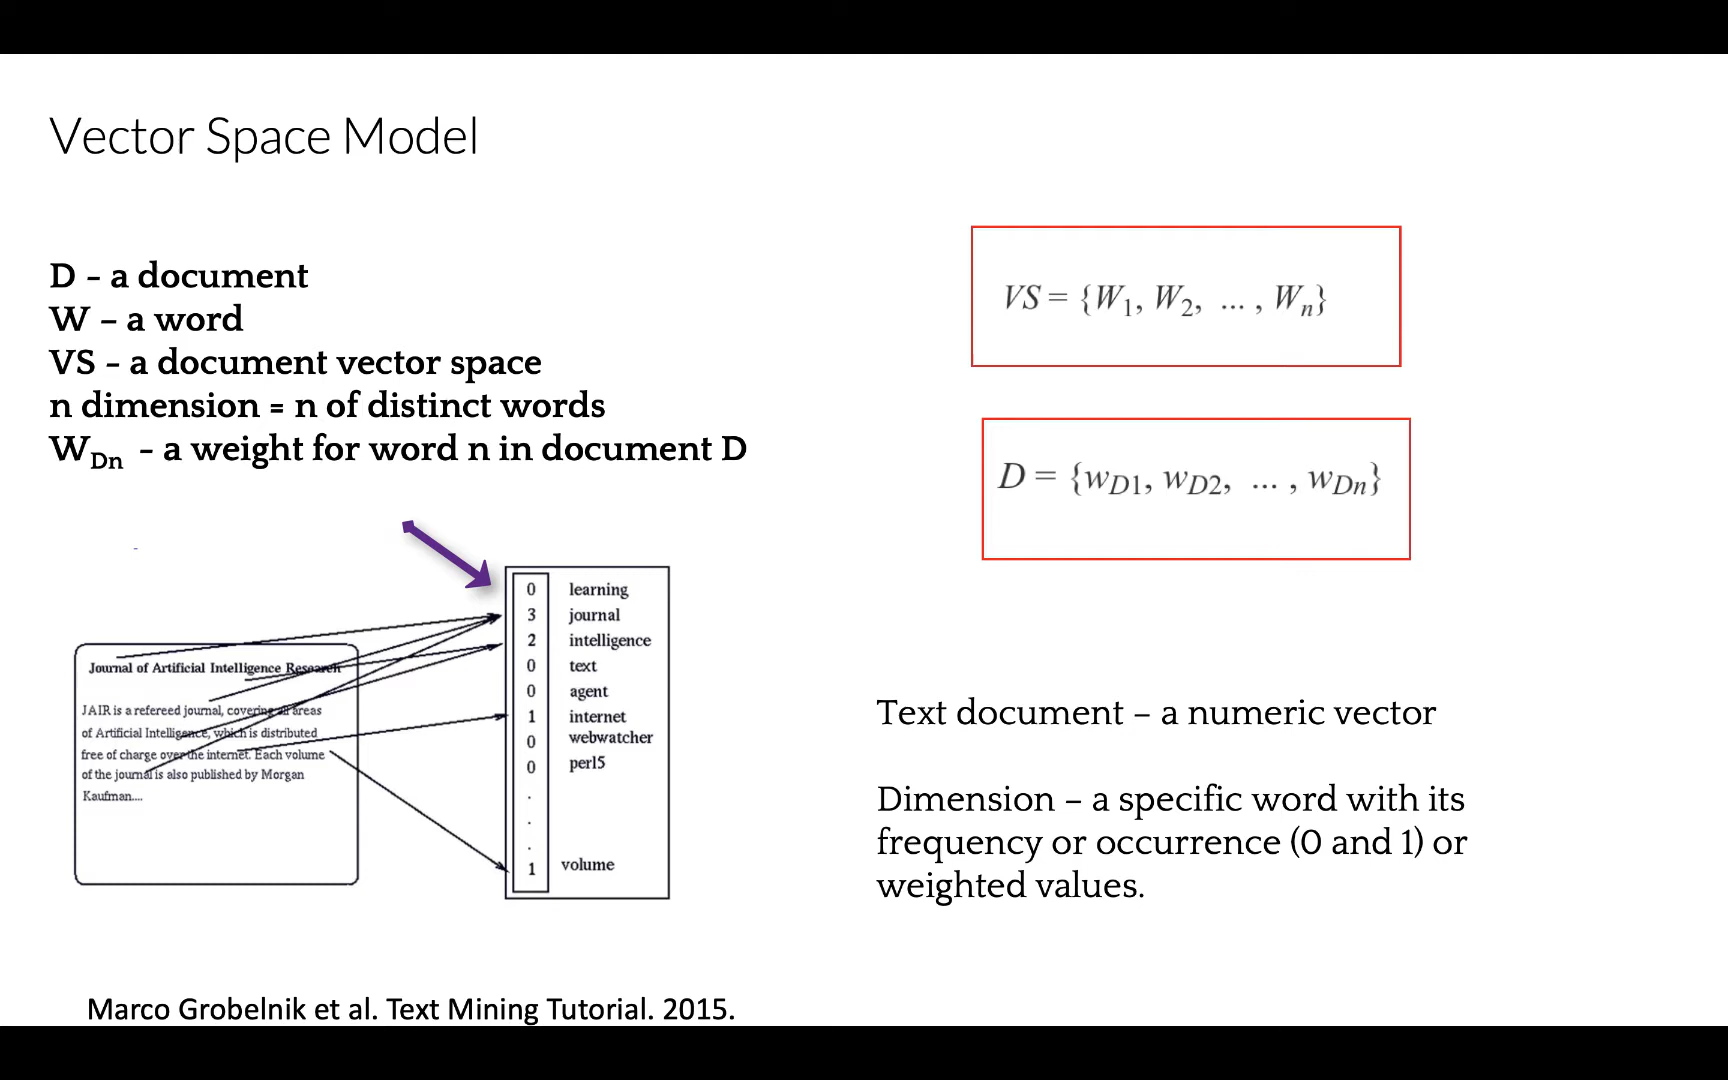 Vector Space Model
D - a document
W – a word
VS - a document vector space
n dimension = n of distinct words
W_Dn - a weight for word n in document D
VS = {W_1, W_2, ... , W_n}
D = {w_D1, w_D2, ... , w_Dn}
Journal of Artificial Intelligence Research
JAIR is a refereed journal, covering all areas
of Artificial Intelligence, which is distributed
free of charge over the internet. Each volume
of the journal is also published by Morgan
Kaufman....
0 learning
3 journal
2 intelligence
0 text
0 agent
1 internet
0 webwatcher
0 perl5
.
.
.
1 volume
Text document – a numeric vector
Dimension – a specific word with its
frequency or occurrence (0 and 1) or
weighted values.
Marco Grobelnik et al. Text Mining Tutorial. 2015.